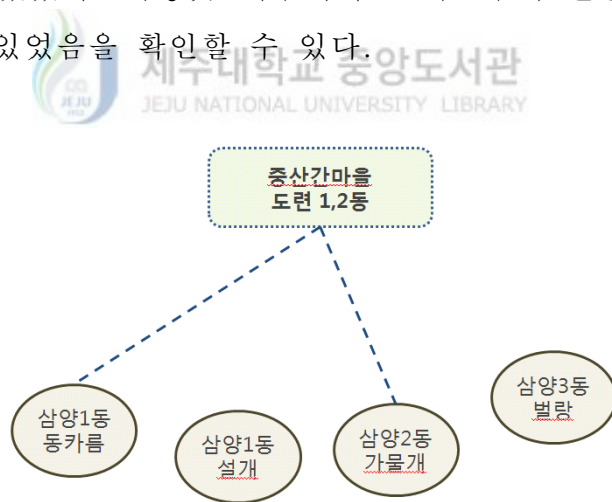 있었음을 확인할 수 있다.
제주대학교 중앙도서관
JEJU NATIONAL UNIVERSITY LIBRARY
JEJU
1952
중산간마을
도련 1,2동
삼양1동
동카름
삼양1동
설개
삼양2동
가물개
삼양3동
벌랑